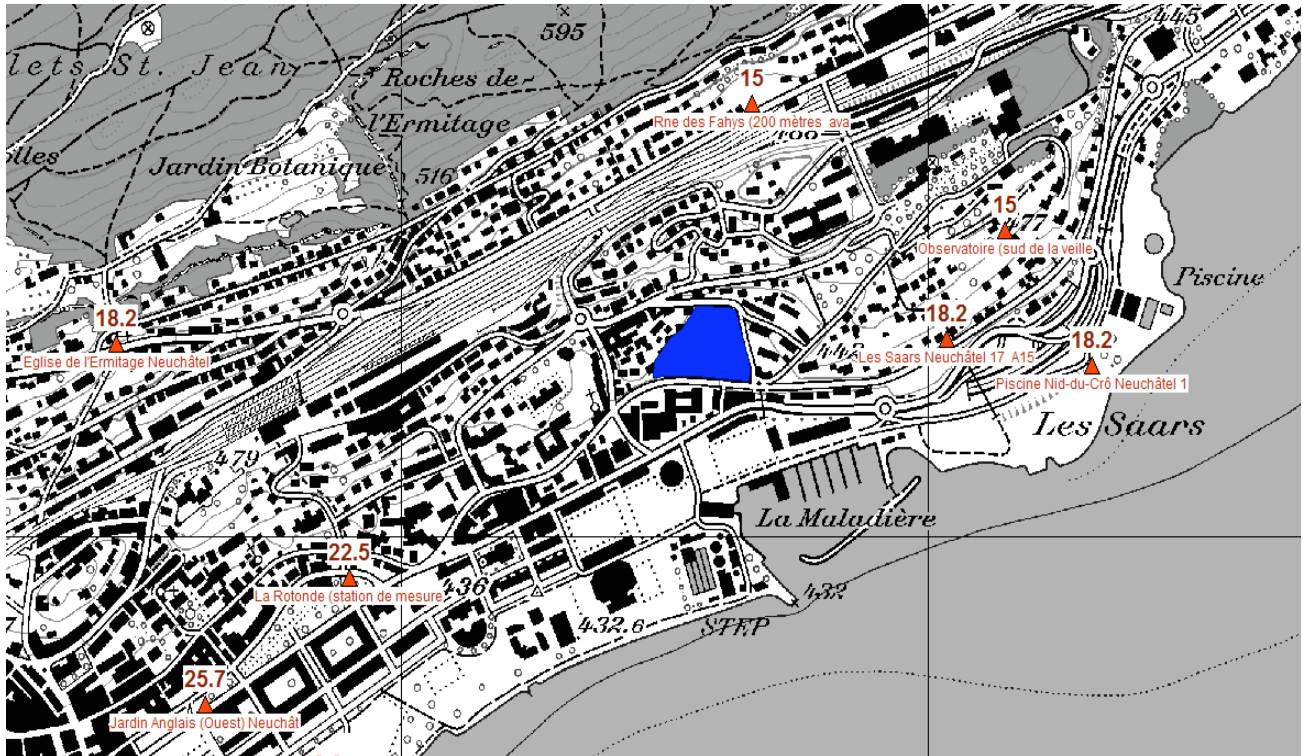 445
595
lets St. Jean
Roches de
l'Ermitage
15
Rne des Fahys (200 mètres ava
olles
Jardin Botanique
516
15
477
Observatoire (sud de la veille
Piscine
18.2
Eglise de l'Ermitage Neuchâtel
18.2
Les Saars Neuchâtel 17 A15
18.2
Piscine Nid-du-Crô Neuchâtel 1
Les Saars
479
La Maladière
22.5
La Rotonde (station de mesure
436
432
432.6
STEP
25.7
Jardin Anglais (Ouest) Neuchât